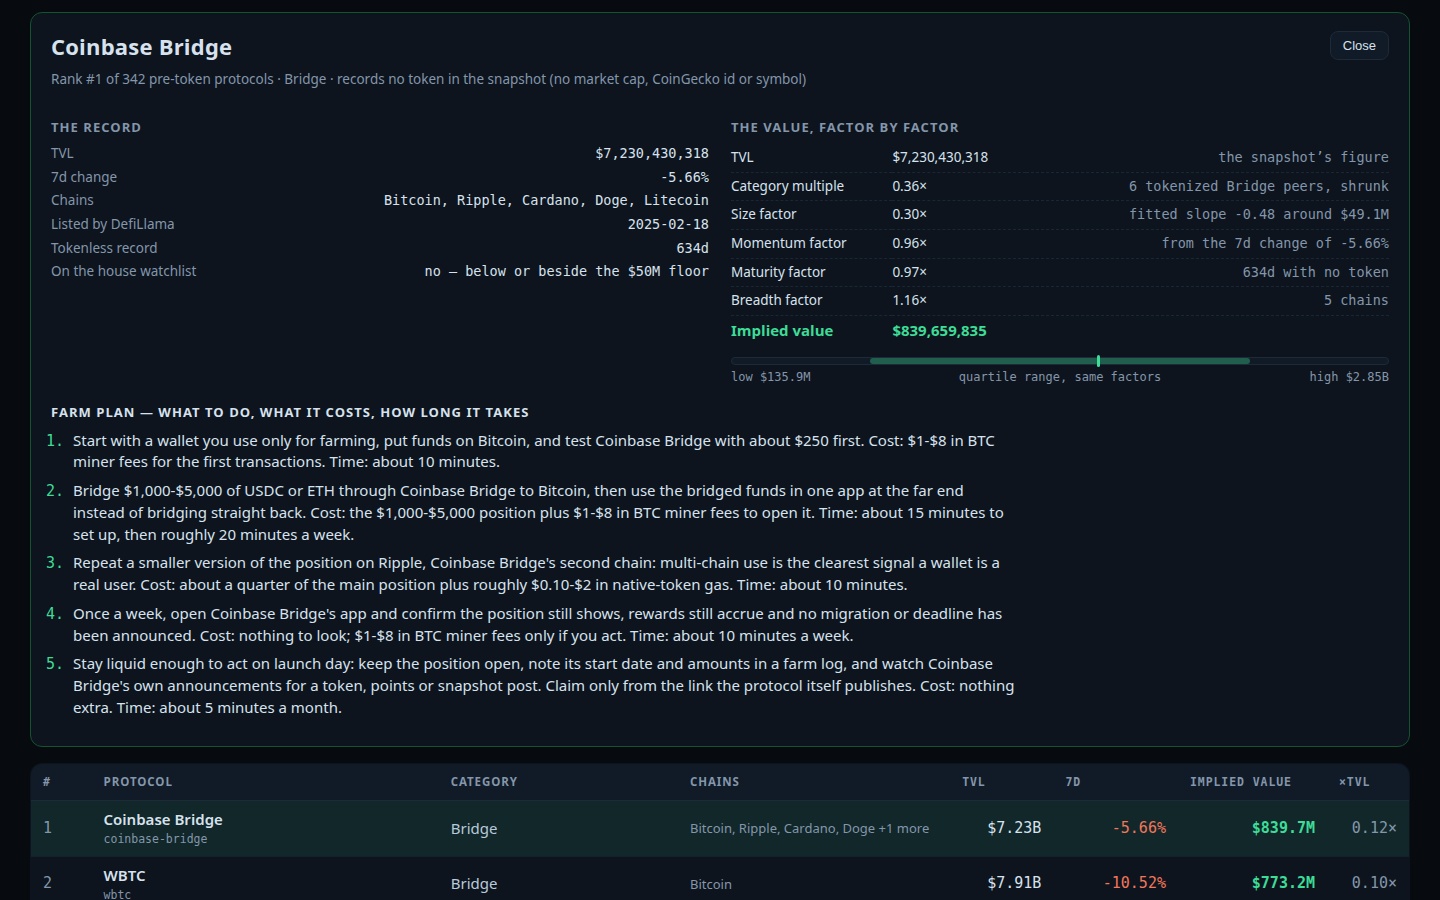 Coinbase Bridge
Close
Rank #1 of 342 pre-token protocols · Bridge · records no token in the snapshot (no market cap, CoinGecko id or symbol)
THE RECORD
TVL $7,230,430,318
7d change -5.66%
Chains Bitcoin, Ripple, Cardano, Doge, Litecoin
Listed by DefiLlama 2025-02-18
Tokenless record 634d
On the house watchlist no — below or beside the $50M floor
THE VALUE, FACTOR BY FACTOR
TVL $7,230,430,318 the snapshot’s figure
Category multiple 0.36× 6 tokenized Bridge peers, shrunk
Size factor 0.30× fitted slope -0.48 around $49.1M
Momentum factor 0.96× from the 7d change of -5.66%
Maturity factor 0.97× 634d with no token
Breadth factor 1.16× 5 chains
Implied value $839,659,835
low $135.9M quartile range, same factors high $2.85B
FARM PLAN — WHAT TO DO, WHAT IT COSTS, HOW LONG IT TAKES
1. Start with a wallet you use only for farming, put funds on Bitcoin, and test Coinbase Bridge with about $250 first. Cost: $1-$8 in BTC
miner fees for the first transactions. Time: about 10 minutes.
2. Bridge $1,000-$5,000 of USDC or ETH through Coinbase Bridge to Bitcoin, then use the bridged funds in one app at the far end
instead of bridging straight back. Cost: the $1,000-$5,000 position plus $1-$8 in BTC miner fees to open it. Time: about 15 minutes to
set up, then roughly 20 minutes a week.
3. Repeat a smaller version of the position on Ripple, Coinbase Bridge's second chain: multi-chain use is the clearest signal a wallet is a
real user. Cost: about a quarter of the main position plus roughly $0.10-$2 in native-token gas. Time: about 10 minutes.
4. Once a week, open Coinbase Bridge's app and confirm the position still shows, rewards still accrue and no migration or deadline has
been announced. Cost: nothing to look; $1-$8 in BTC miner fees only if you act. Time: about 10 minutes a week.
5. Stay liquid enough to act on launch day: keep the position open, note its start date and amounts in a farm log, and watch Coinbase
Bridge's own announcements for a token, points or snapshot post. Claim only from the link the protocol itself publishes. Cost: nothing
extra. Time: about 5 minutes a month.
# PROTOCOL CATEGORY CHAINS TVL 7D IMPLIED VALUE ×TVL
1 Coinbase Bridge Bridge Bitcoin, Ripple, Cardano, Doge +1 more $7.23B -5.66% $839.7M 0.12×
coinbase-bridge
2 WBTC Bridge Bitcoin $7.91B -10.52% $773.2M 0.10×
wbtc